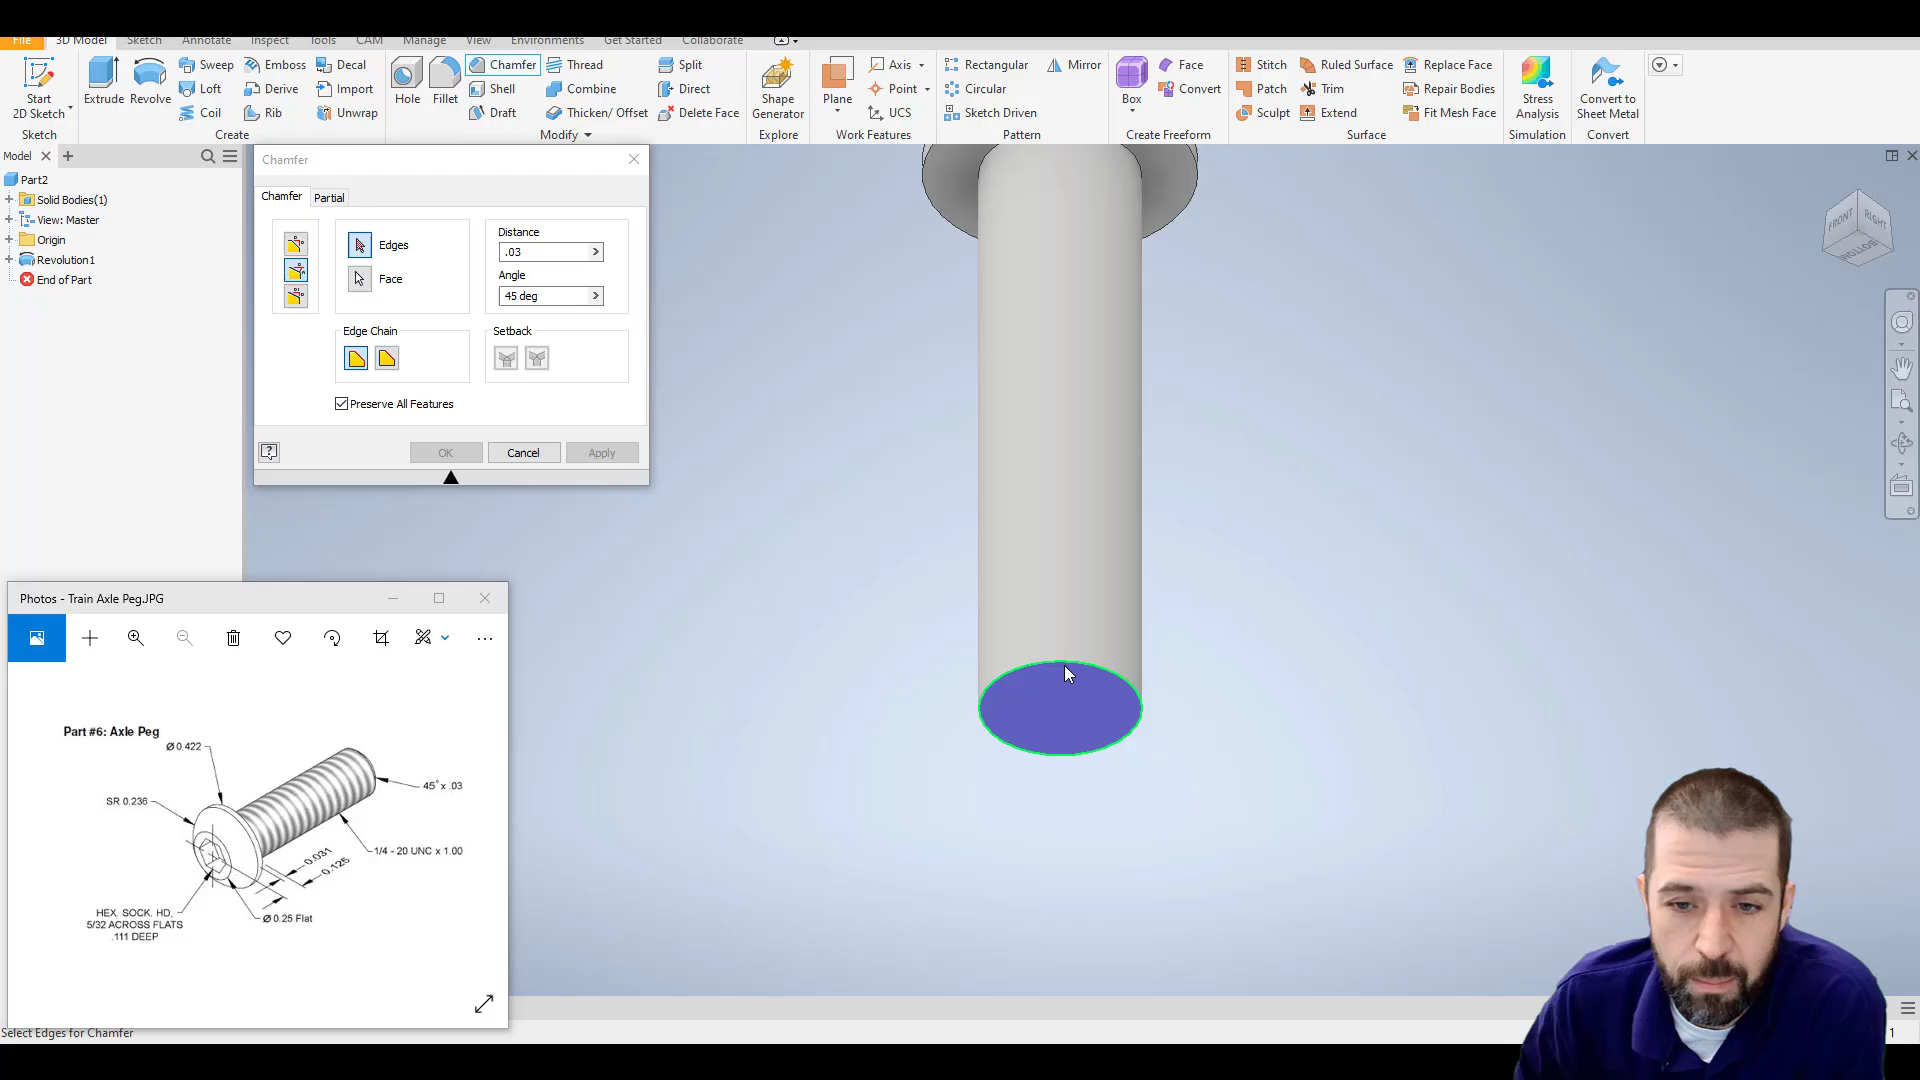 File 3D Model Sketch Annotate Inspect Tools CAM Manage View Environments Get Started Collaborate
Start 2D Sketch
Extrude
Revolve
Sweep
Loft
Coil
Emboss
Derive
Rib
Decal
Import
Unwrap
Hole
Fillet
Chamfer
Shell
Draft
Thread
Combine
Thicken/ Offset
Split
Direct
Delete Face
Shape Generator
Plane
Axis
Point
UCS
Rectangular
Circular
Sketch Driven
Mirror
Box
Face
Convert
Stitch
Patch
Sculpt
Ruled Surface
Trim
Extend
Replace Face
Repair Bodies
Fit Mesh Face
Stress Analysis
Convert to Sheet Metal
Sketch Create Modify Explore Work Features Pattern Create Freeform Surface Simulation Convert
Model
Part2
Solid Bodies(1)
View: Master
Origin
Revolution1
End of Part
Chamfer
Chamfer Partial
Edges
Face
Distance
.03
Angle
45 deg
Edge Chain
Setback
Preserve All Features
OK Cancel Apply
FRONT
RIGHT
BOTTOM
Photos - Train Axle Peg.JPG
Part #6: Axle Peg
Ø 0.422
SR 0.236
45° x .03
1/4 - 20 UNC x 1.00
0.031
0.125
HEX. SOCK. HD,
5/32 ACROSS FLATS
.111 DEEP
Ø 0.25 Flat
Select Edges for Chamfer
1